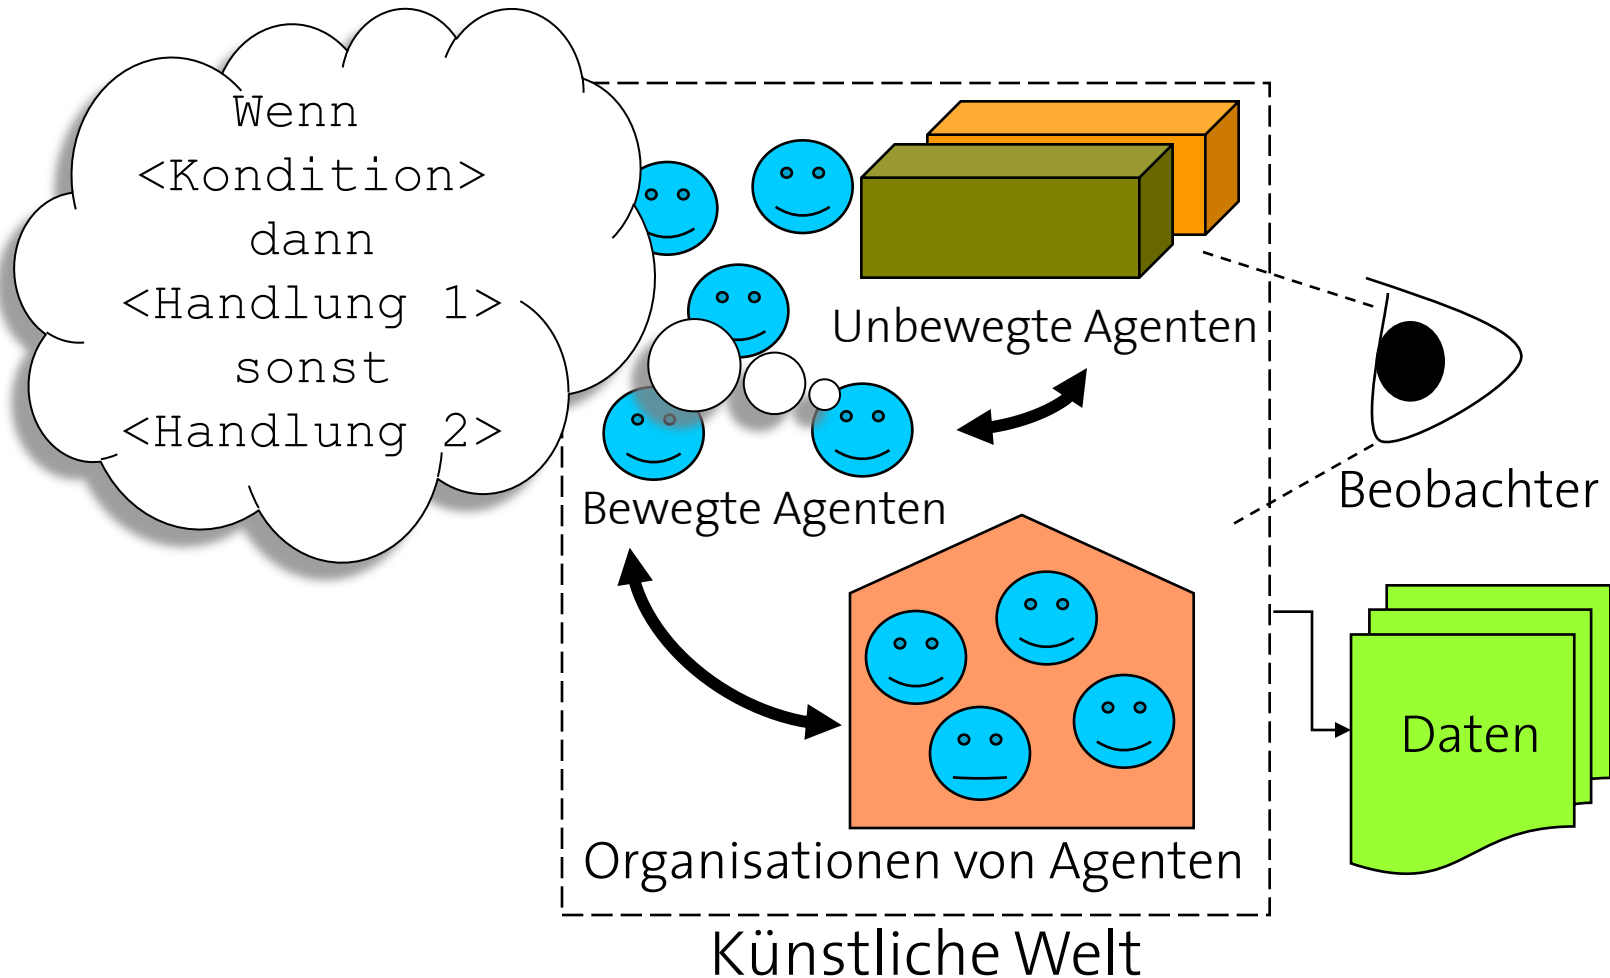 Wenn
<Kondition>
dann
<Handlung 1>
sonst
<Handlung 2>
Unbewegte Agenten
Bewegte Agenten
Beobachter
Daten
Organisationen von Agenten
Künstliche Welt